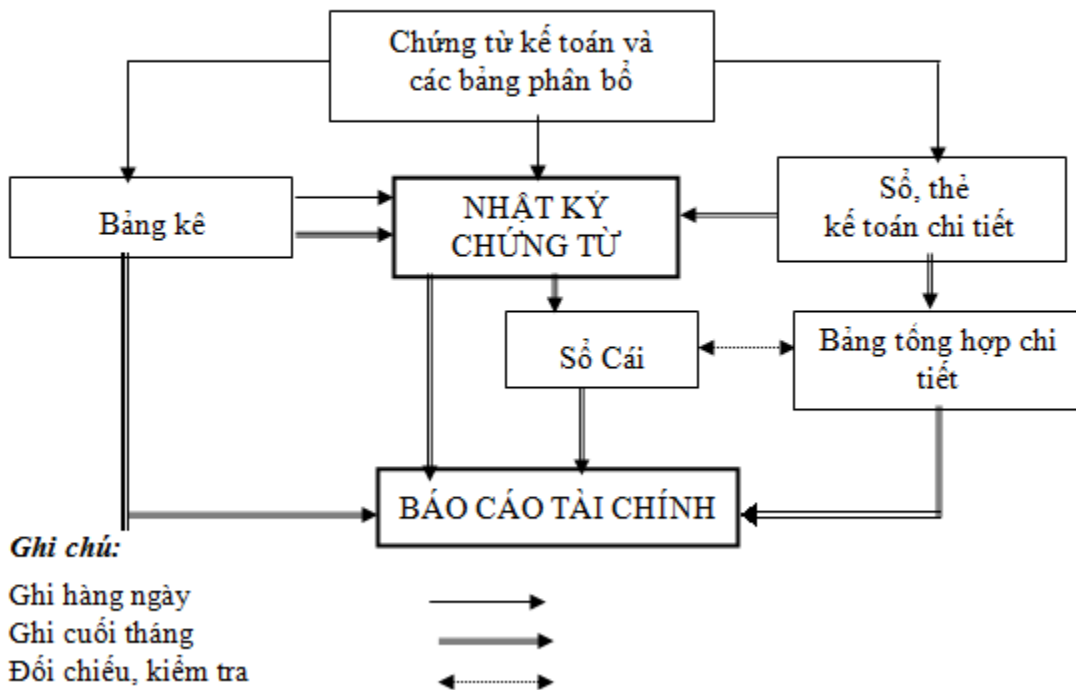 Chứng từ kế toán và
các bảng phân bổ
Bảng kê
NHẬT KÝ
CHỨNG TỪ
Sổ, thẻ
kế toán chi tiết
Sổ Cái
Bảng tổng hợp chi
tiết
BÁO CÁO TÀI CHÍNH
Ghi chú:
Ghi hàng ngày
Ghi cuối tháng
Đối chiếu, kiểm tra